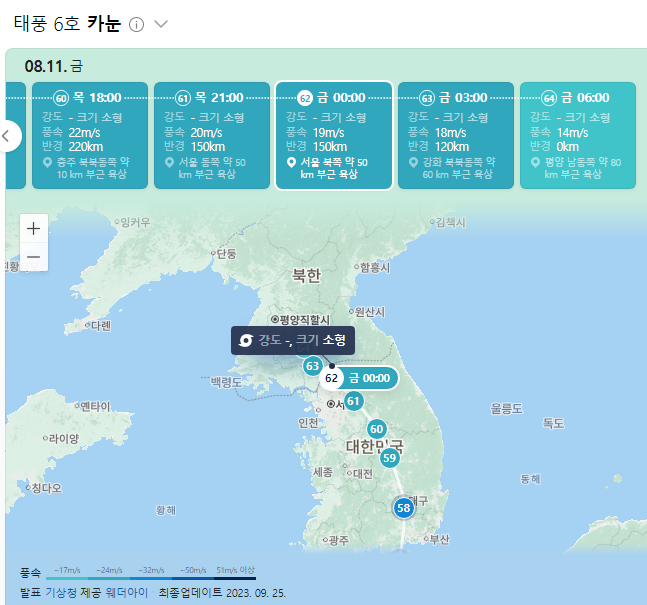 태풍 6호 카눈
08.11. 금
60 목 18:00
강도 - 크기 소형
풍속 22m/s
반경 220km
충주 북북동쪽 약
10 km 부근 육상
61 목 21:00
강도 - 크기 소형
풍속 20m/s
반경 150km
서울 동쪽 약 50
km 부근 육상
62 금 00:00
강도 - 크기 소형
풍속 19m/s
반경 150km
서울 북쪽 약 50
km 부근 육상
63 금 03:00
강도 - 크기 소형
풍속 18m/s
반경 120km
강화 북북동쪽 약
60 km 부근 육상
64 금 06:00
강도 - 크기 소형
풍속 14m/s
반경 0km
평양 남동쪽 약 80
km 부근 육상
+
−
잉커우
김책시
단둥
진황
북한
함흥시
평양직할시
원산시
다롄
강도 -, 크기 소형
63
62 금 00:00
백령도
61
서
옌타이
인천
60
울릉도
독도
라이양
대한민국
59
세종
대전
동해
칭다오
58
대구
황해
광주
부산
풍속 ~17m/s ~24m/s ~32m/s ~50m/s 51m/s 이상
발표 기상청 제공 웨더아이 · 최종업데이트 2023. 09. 25.